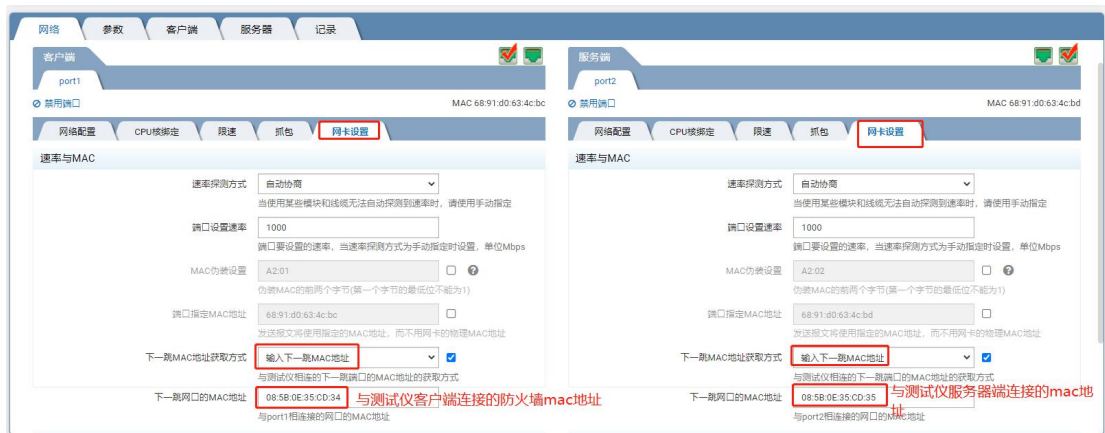 网络 参数 客户端 服务器 记录
客户端
port1
禁用端口 MAC 68:91:d0:63:4c:bc
网络配置 CPU核绑定 限速 抓包 网卡设置
速率与MAC
速率探测方式 自动协商
当使用某些模块和线缆无法自动探测到速率时，请使用手动指定
端口设置速率 1000
端口要设置的速率，当速率探测方式为手动指定时设置，单位Mbps
MAC伪装设置 A2:01
伪装MAC的前两个字节(第一个字节的最低位不能为1)
端口指定MAC地址 68:91:d0:63:4c:bc
发送报文将使用指定的MAC地址，而不用网卡的物理MAC地址
下一跳MAC地址获取方式 输入下一跳MAC地址
与测试仪相连的下一跳端口的MAC地址的获取方式
下一跳网口的MAC地址 08:5B:0E:35:CD:34 与测试仪客户端连接的防火墙mac地址
与port1相连接的网口的MAC地址
服务端
port2
禁用端口 MAC 68:91:d0:63:4c:bd
网络配置 CPU核绑定 限速 抓包 网卡设置
速率与MAC
速率探测方式 自动协商
当使用某些模块和线缆无法自动探测到速率时，请使用手动指定
端口设置速率 1000
端口要设置的速率，当速率探测方式为手动指定时设置，单位Mbps
MAC伪装设置 A2:02
伪装MAC的前两个字节(第一个字节的最低位不能为1)
端口指定MAC地址 68:91:d0:63:4c:bd
发送报文将使用指定的MAC地址，而不用网卡的物理MAC地址
下一跳MAC地址获取方式 输入下一跳MAC地址
与测试仪相连的下一跳端口的MAC地址的获取方式
下一跳网口的MAC地址 08:5B:0E:35:CD:35 与测试仪服务器端连接的mac地
址
与port2相连接的网口的MAC地址